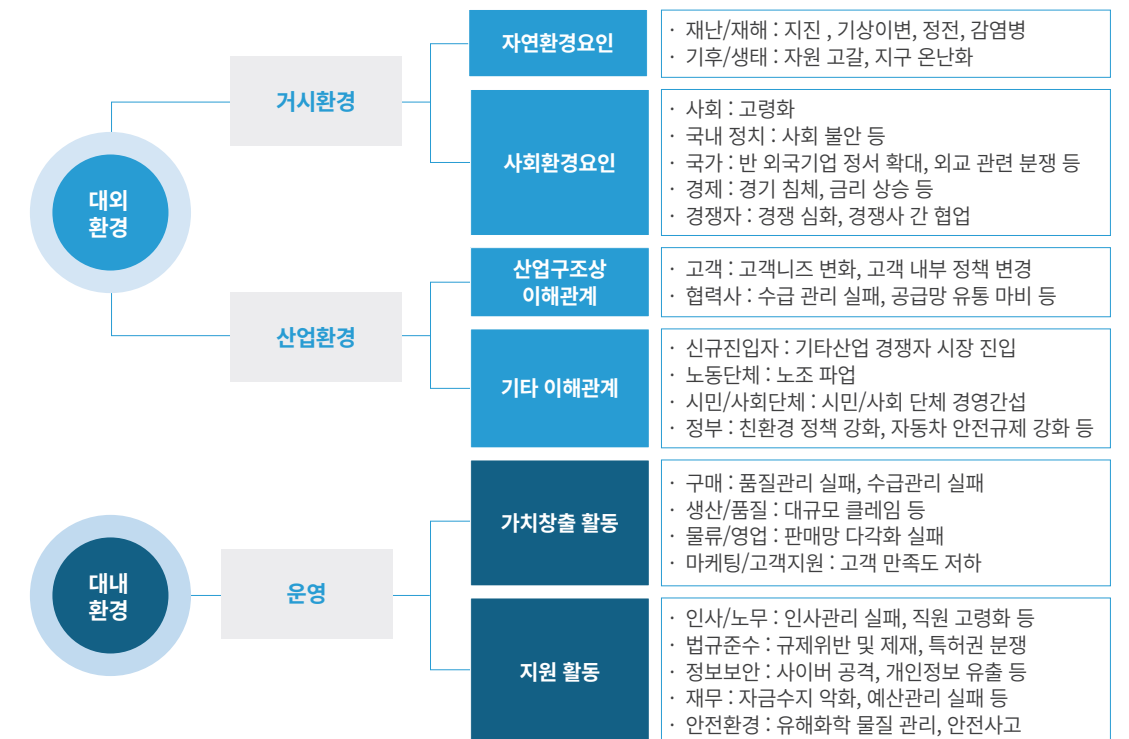 대외
환경
거시환경
자연환경요인
· 재난/재해 : 지진 , 기상이변, 정전, 감염병
· 기후/생태 : 자원 고갈, 지구 온난화
사회환경요인
· 사회 : 고령화
· 국내 정치 : 사회 불안 등
· 국가 : 반 외국기업 정서 확대, 외교 관련 분쟁 등
· 경제 : 경기 침체, 금리 상승 등
· 경쟁자 : 경쟁 심화, 경쟁사 간 협업
산업환경
산업구조상
이해관계
· 고객 : 고객니즈 변화, 고객 내부 정책 변경
· 협력사 : 수급 관리 실패, 공급망 유통 마비 등
기타 이해관계
· 신규진입자 : 기타산업 경쟁자 시장 진입
· 노동단체 : 노조 파업
· 시민/사회단체 : 시민/사회 단체 경영간섭
· 정부 : 친환경 정책 강화, 자동차 안전규제 강화 등
대내
환경
운영
가치창출 활동
· 구매 : 품질관리 실패, 수급관리 실패
· 생산/품질 : 대규모 클레임 등
· 물류/영업 : 판매망 다각화 실패
· 마케팅/고객지원 : 고객 만족도 저하
지원 활동
· 인사/노무 : 인사관리 실패, 직원 고령화 등
· 법규준수 : 규제위반 및 제재, 특허권 분쟁
· 정보보안 : 사이버 공격, 개인정보 유출 등
· 재무 : 자금수지 악화, 예산관리 실패 등
· 안전환경 : 유해화학 물질 관리, 안전사고